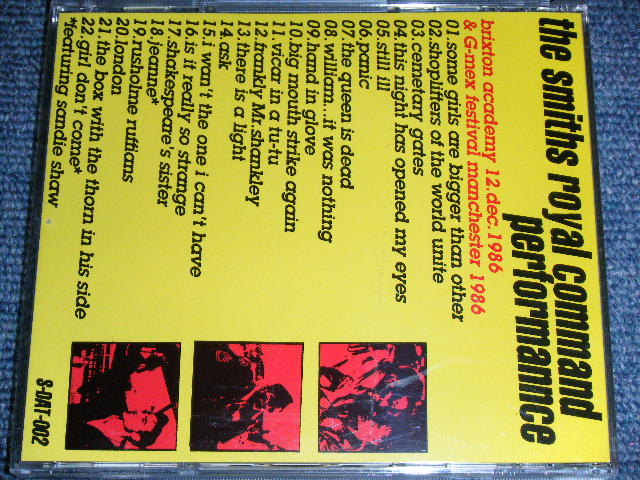 the smiths royal command
performannce
brixton academy 12.dec.1986
& G-mex festival manchester 1986
01.some girls are bigger than other
02.shoplifters of the world unite
03.cemetary gates
04.this night has opened my eyes
05.still ill
06.panic
07.the queen is dead
08.william..it was nothing
09.hand in glove
10.big mouth strike again
11.vicar in a tu-tu
12.frankly Mr.shankley
13.there is a light
14.ask
15.i wan't the one i can't have
16.is it really so strange
17.shakespeare's sister
18.jeanne*
19.rusholme ruffians
20.london
21.the box with the thorn in his side
22.girl don't come*
*featuring sandie shaw
S-DAT-002